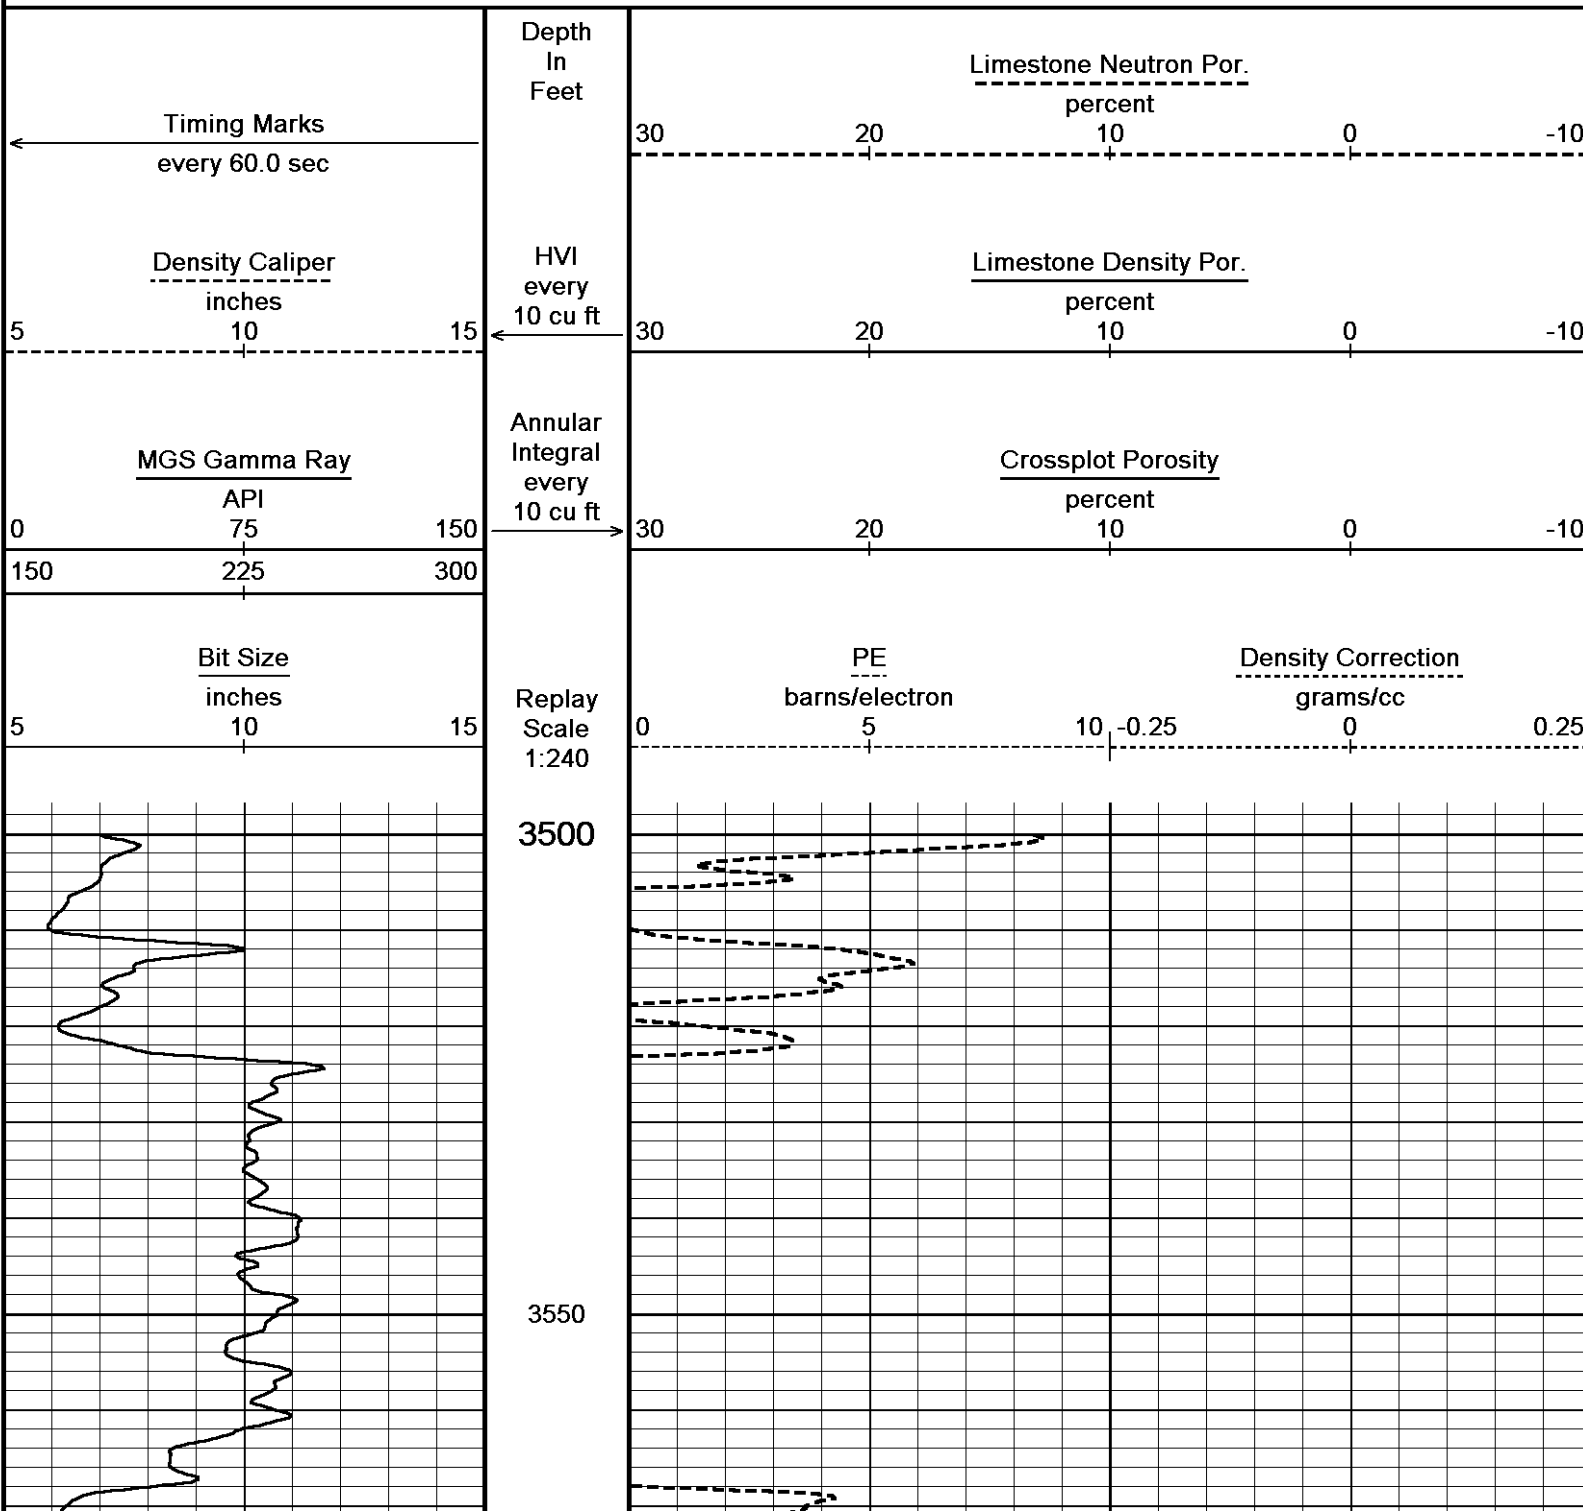 Timing Marks
every 60.0 sec
Density Caliper
inches
5 10 15
MGS Gamma Ray
API
0 75 150
150 225 300
Bit Size
inches
5 10 15
Depth
In
Feet
HVI
every
10 cu ft
Annular
Integral
every
10 cu ft
Replay
Scale
1:240
Limestone Neutron Por.
percent
30 20 10 0 -10
Limestone Density Por.
percent
30 20 10 0 -10
Crossplot Porosity
percent
30 20 10 0 -10
PE
barns/electron
0 5 10
Density Correction
grams/cc
-0.25 0 0.25
3500
3550